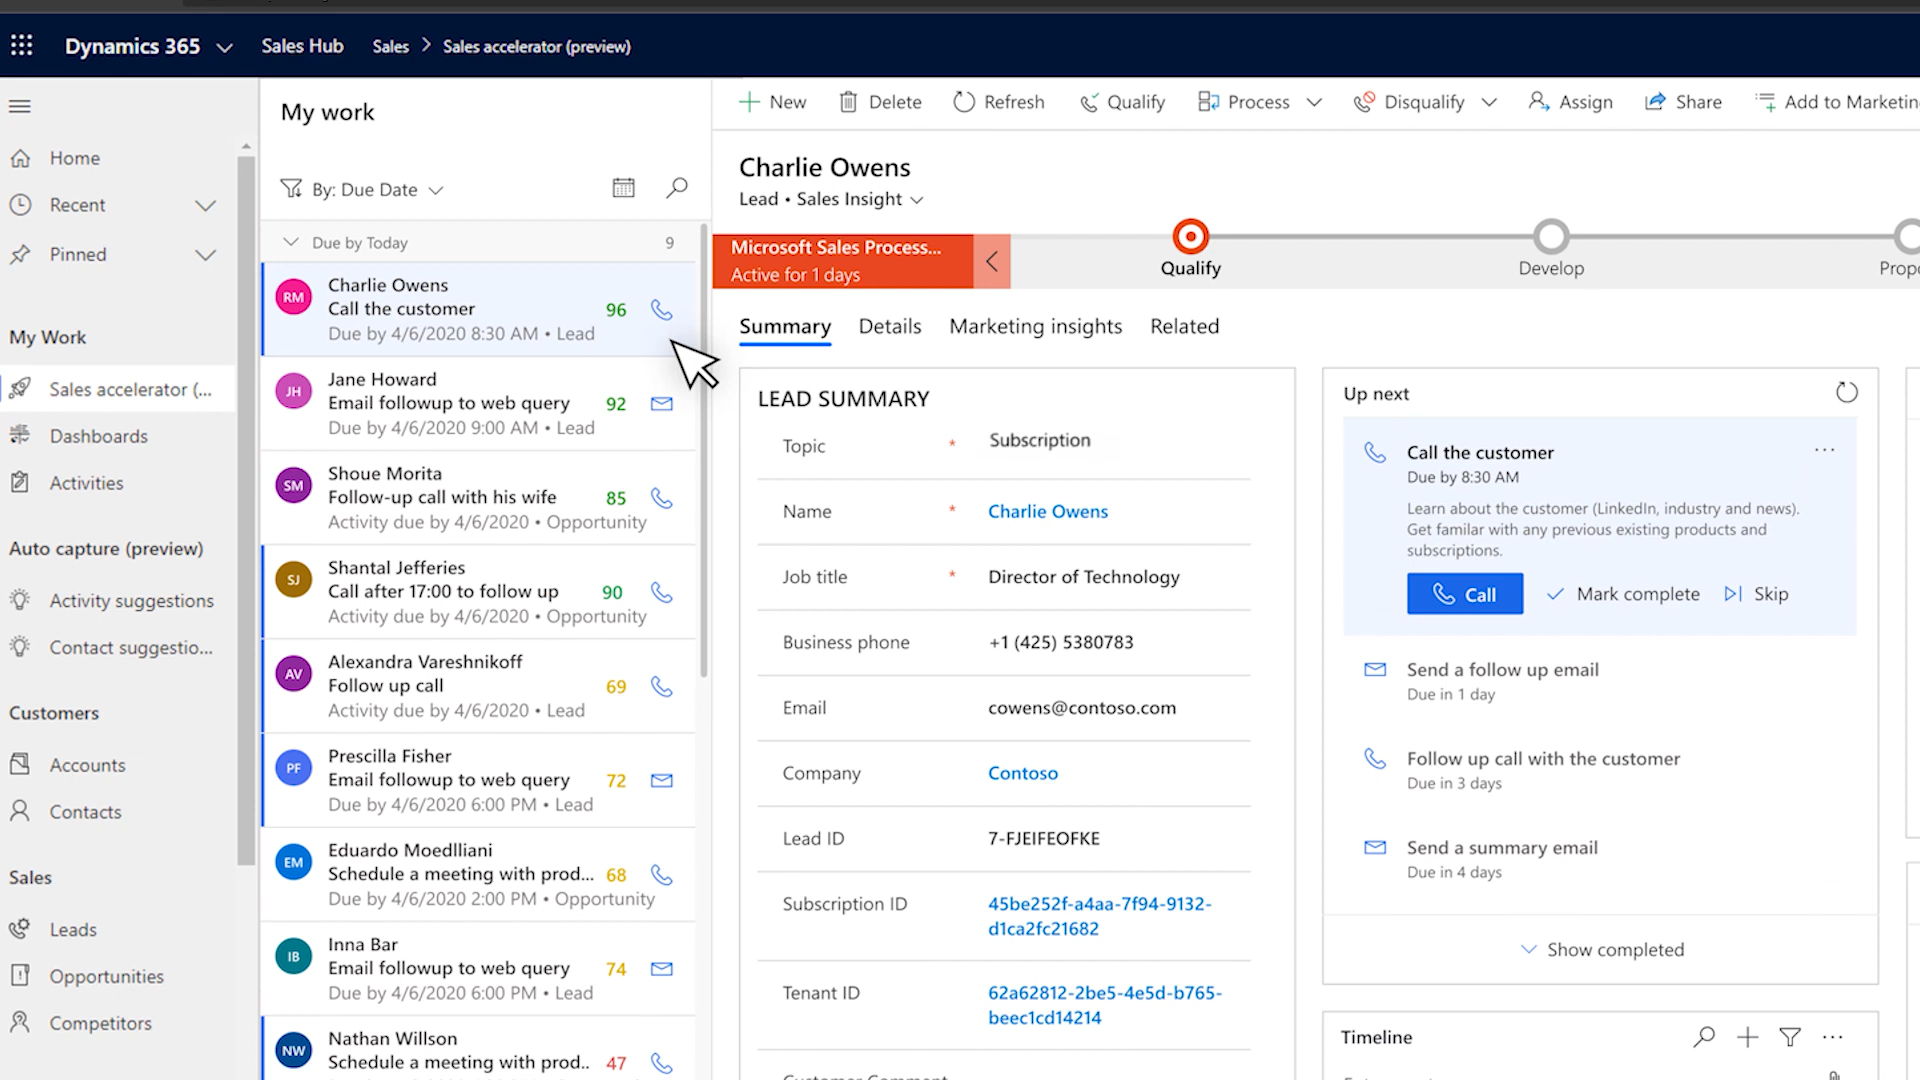 Dynamics 365
Sales Hub
Sales > Sales accelerator (preview)
Home
Recent
Pinned
My Work
Sales accelerator (...
Dashboards
Activities
Auto capture (preview)
Activity suggestions
Contact suggestio...
Customers
Accounts
Contacts
Sales
Leads
Opportunities
Competitors
My work
By: Due Date
Due by Today 9
RM
Charlie Owens
Call the customer 96
Due by 4/6/2020 8:30 AM • Lead
JH
Jane Howard
Email followup to web query 92
Due by 4/6/2020 9:00 AM • Lead
SM
Shoue Morita
Follow-up call with his wife 85
Activity due by 4/6/2020 • Opportunity
SJ
Shantal Jefferies
Call after 17:00 to follow up 90
Activity due by 4/6/2020 • Opportunity
AV
Alexandra Vareshnikoff
Follow up call 69
Activity due by 4/6/2020 • Lead
PF
Prescilla Fisher
Email followup to web query 72
Due by 4/6/2020 6:00 PM • Lead
EM
Eduardo Moedlliani
Schedule a meeting with prod... 68
Due by 4/6/2020 2:00 PM • Opportunity
IB
Inna Bar
Email followup to web query 74
Due by 4/6/2020 6:00 PM • Lead
NW
Nathan Willson
Schedule a meeting with prod.. 47
New
Delete
Refresh
Qualify
Process
Disqualify
Assign
Share
Add to Marketin
Charlie Owens
Lead • Sales Insight
Microsoft Sales Process...
Active for 1 days
Qualify
Develop
Propo
Summary
Details
Marketing insights
Related
LEAD SUMMARY
Topic * Subscription
Name * Charlie Owens
Job title * Director of Technology
Business phone +1 (425) 5380783
Email cowens@contoso.com
Company Contoso
Lead ID 7-FJEIFEOFKE
Subscription ID 45be252f-a4aa-7f94-9132-
d1ca2fc21682
Tenant ID 62a62812-2be5-4e5d-b765-
beec1cd14214
Up next
Call the customer
Due by 8:30 AM
Learn about the customer (LinkedIn, industry and news).
Get familar with any previous existing products and
subscriptions.
Call
Mark complete
Skip
Send a follow up email
Due in 1 day
Follow up call with the customer
Due in 3 days
Send a summary email
Due in 4 days
Show completed
Timeline